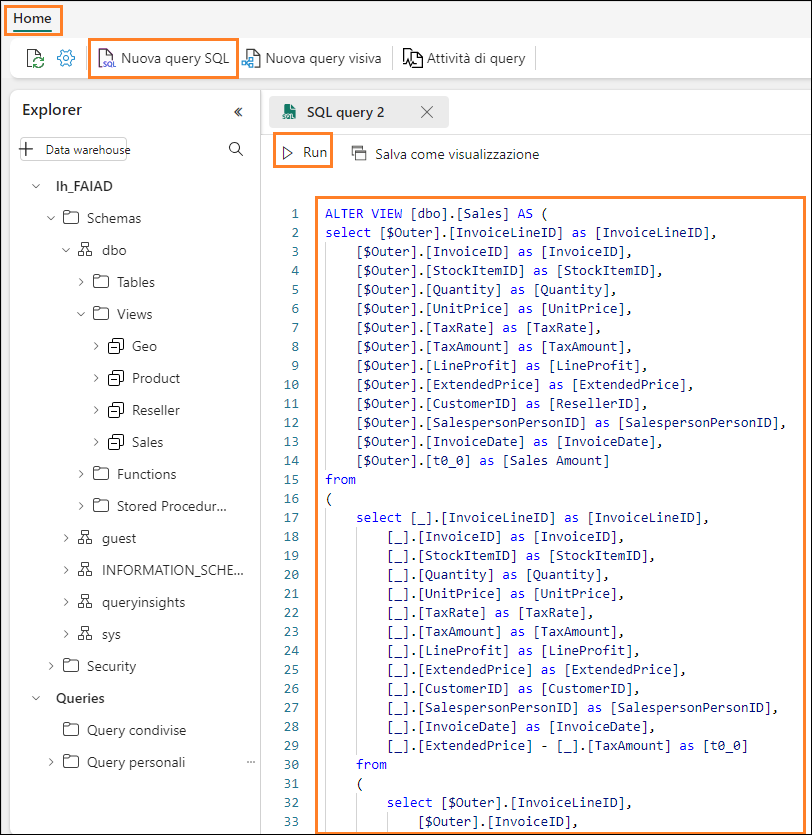 Home
Nuova query SQL
Nuova query visiva
Attività di query
Explorer
«
SQL query 2
+ Data warehouse
Run
Salva come visualizzazione
lh_FAIAD
Schemas
dbo
Tables
Views
Geo
Product
Reseller
Sales
Functions
Stored Procedur...
guest
INFORMATION_SCHE...
queryinsights
sys
Security
Queries
Query condivise
Query personali
...
1 ALTER VIEW [dbo].[Sales] AS (
2 select [$Outer].[InvoiceLineID] as [InvoiceLineID],
3 [$Outer].[InvoiceID] as [InvoiceID],
4 [$Outer].[StockItemID] as [StockItemID],
5 [$Outer].[Quantity] as [Quantity],
6 [$Outer].[UnitPrice] as [UnitPrice],
7 [$Outer].[TaxRate] as [TaxRate],
8 [$Outer].[TaxAmount] as [TaxAmount],
9 [$Outer].[LineProfit] as [LineProfit],
10 [$Outer].[ExtendedPrice] as [ExtendedPrice],
11 [$Outer].[CustomerID] as [ResellerID],
12 [$Outer].[SalespersonPersonID] as [SalespersonPersonID],
13 [$Outer].[InvoiceDate] as [InvoiceDate],
14 [$Outer].[t0_0] as [Sales Amount]
15 from
16 (
17 select [_].[InvoiceLineID] as [InvoiceLineID],
18 [_].[InvoiceID] as [InvoiceID],
19 [_].[StockItemID] as [StockItemID],
20 [_].[Quantity] as [Quantity],
21 [_].[UnitPrice] as [UnitPrice],
22 [_].[TaxRate] as [TaxRate],
23 [_].[TaxAmount] as [TaxAmount],
24 [_].[LineProfit] as [LineProfit],
25 [_].[ExtendedPrice] as [ExtendedPrice],
26 [_].[CustomerID] as [CustomerID],
27 [_].[SalespersonPersonID] as [SalespersonPersonID],
28 [_].[InvoiceDate] as [InvoiceDate],
29 [_].[ExtendedPrice] - [_].[TaxAmount] as [t0_0]
30 from
31 (
32 select [$Outer].[InvoiceLineID],
33 [$Outer].[InvoiceID],